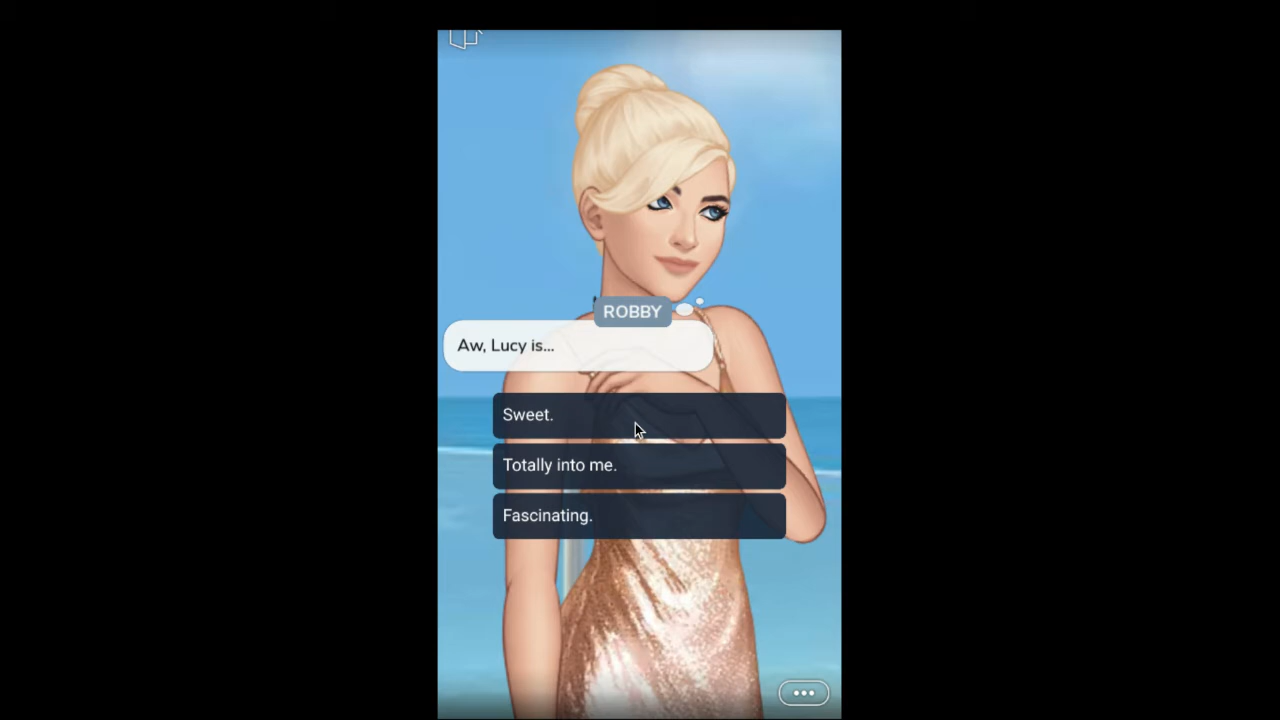 ROBBY
Aw, Lucy is...
Sweet.
Totally into me.
Fascinating.